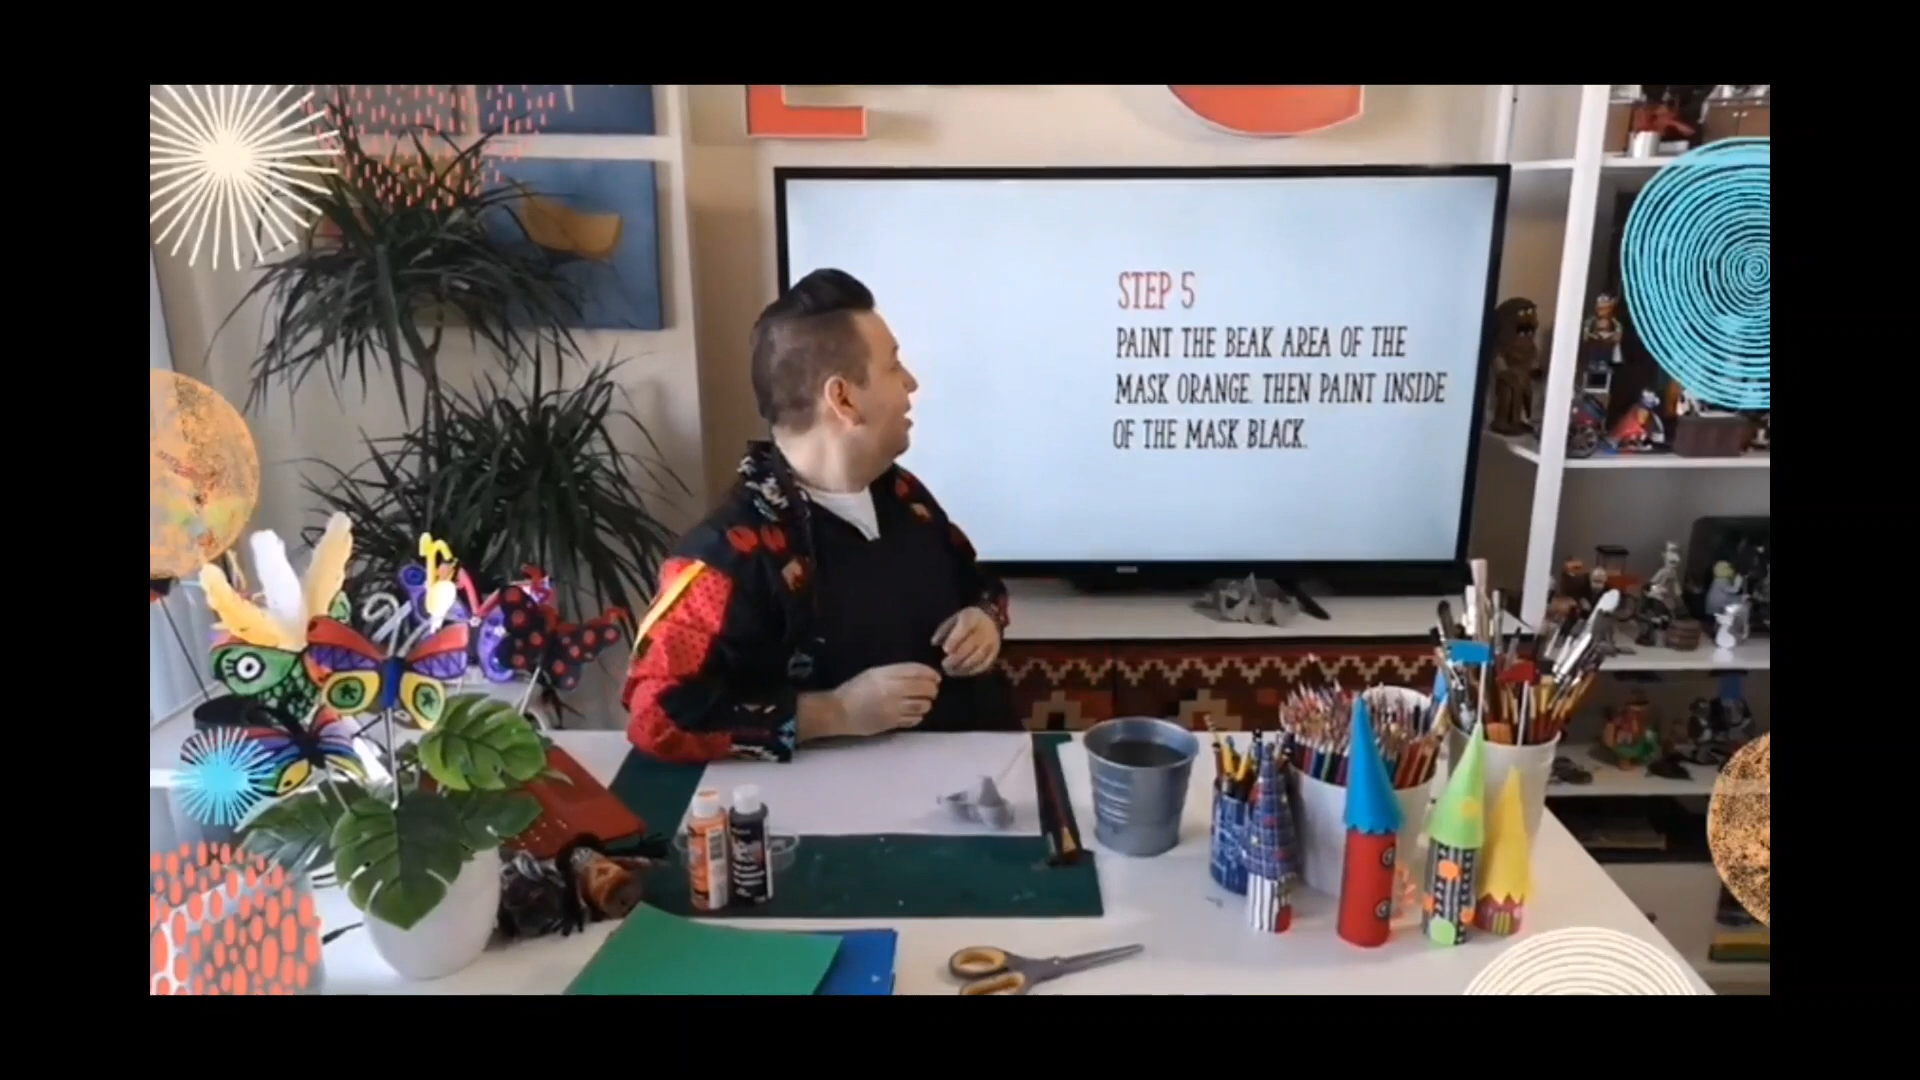 STEP 5
PAINT THE BEAK AREA OF THE
MASK ORANGE. THEN PAINT INSIDE
OF THE MASK BLACK.